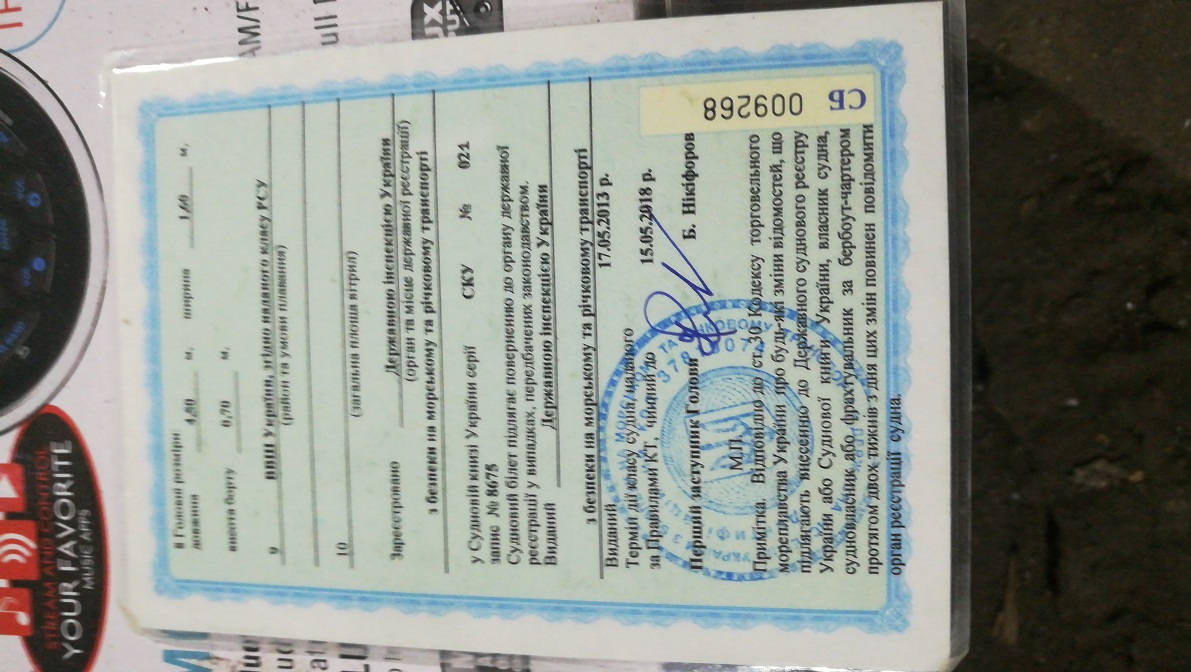 8 Головні розміри
довжина 4,80 м, ширина 1,60 м,
висота борту 0,70 м,
9 ВВШ України, згідно наданого класу РСУ
(район та умови плавання)
10
(загальна площа вітрил)
Зареєстровано Державною інспекцією України
(орган та місце державної реєстрації)
з безпеки на морському та річковому транспорті
у Судновій книзі України серії СКУ № 021
запис № 8675
Судновий білет підлягає поверненню до органу державної
реєстрації у випадках, передбачених законодавством.
Виданий Державною інспекцією України
з безпеки на морському та річковому транспорті
Виданий 17.05.2013 р.
Термін дії класу судна, наданого
за Правилами КТ, чинний до 15.05.2018 р.
Перший заступник Голови Б. Нікіфоров
М.П.
СБ 009268
Примітка. Відповідно до ст. 30 Кодексу торговельного
мореплавства України про будь-які зміни відомостей, що
підлягають внесенню до Державного суднового реєстру
України або Суднової книги України, власник судна,
судновласник або фрахтувальник за бербоут-чартером
протягом двох тижнів з дня цих змін повинен повідомити
орган реєстрації судна.
STREAM AND CONTROL
YOUR FAVORITE
MUSIC APPS
AM/F